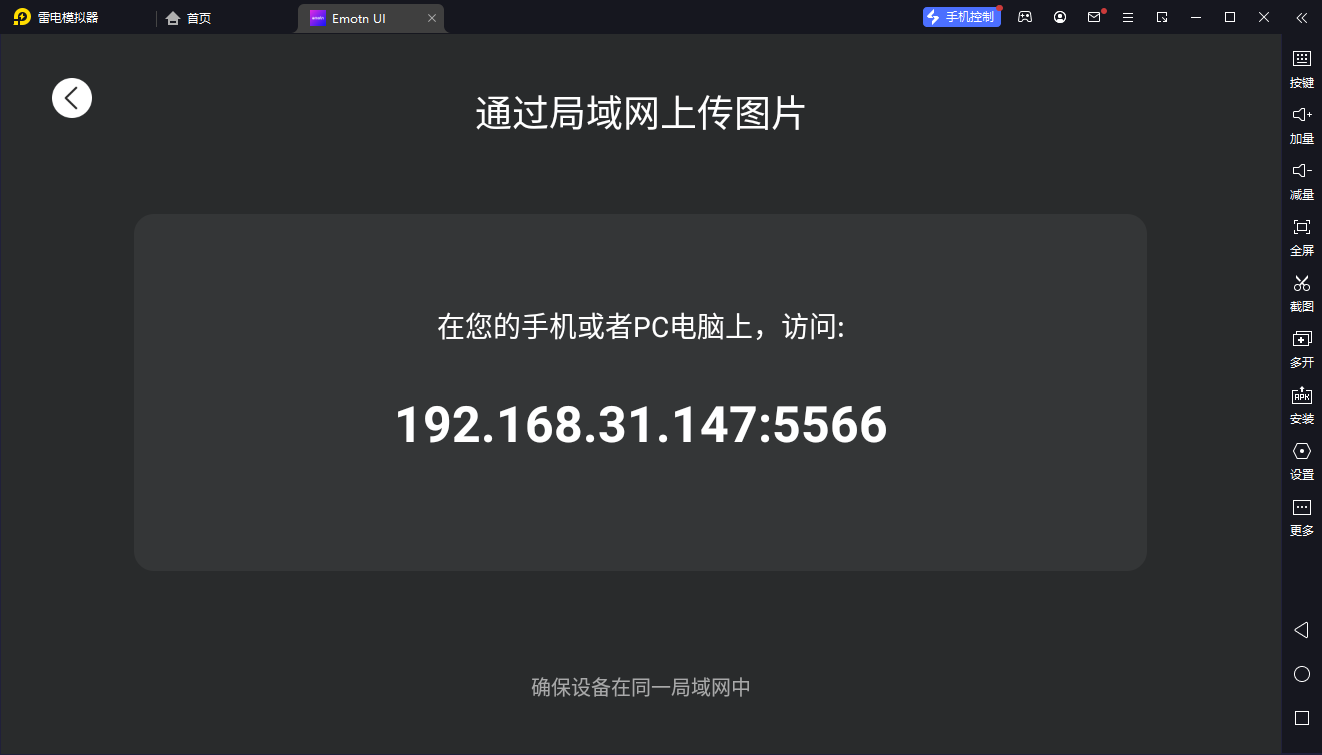 雷电模拟器
首页
Emotn UI
手机控制
通过局域网上传图片
在您的手机或者PC电脑上，访问:
192.168.31.147:5566
确保设备在同一局域网中
按键
加量
减量
全屏
截图
多开
APK
安装
设置
更多